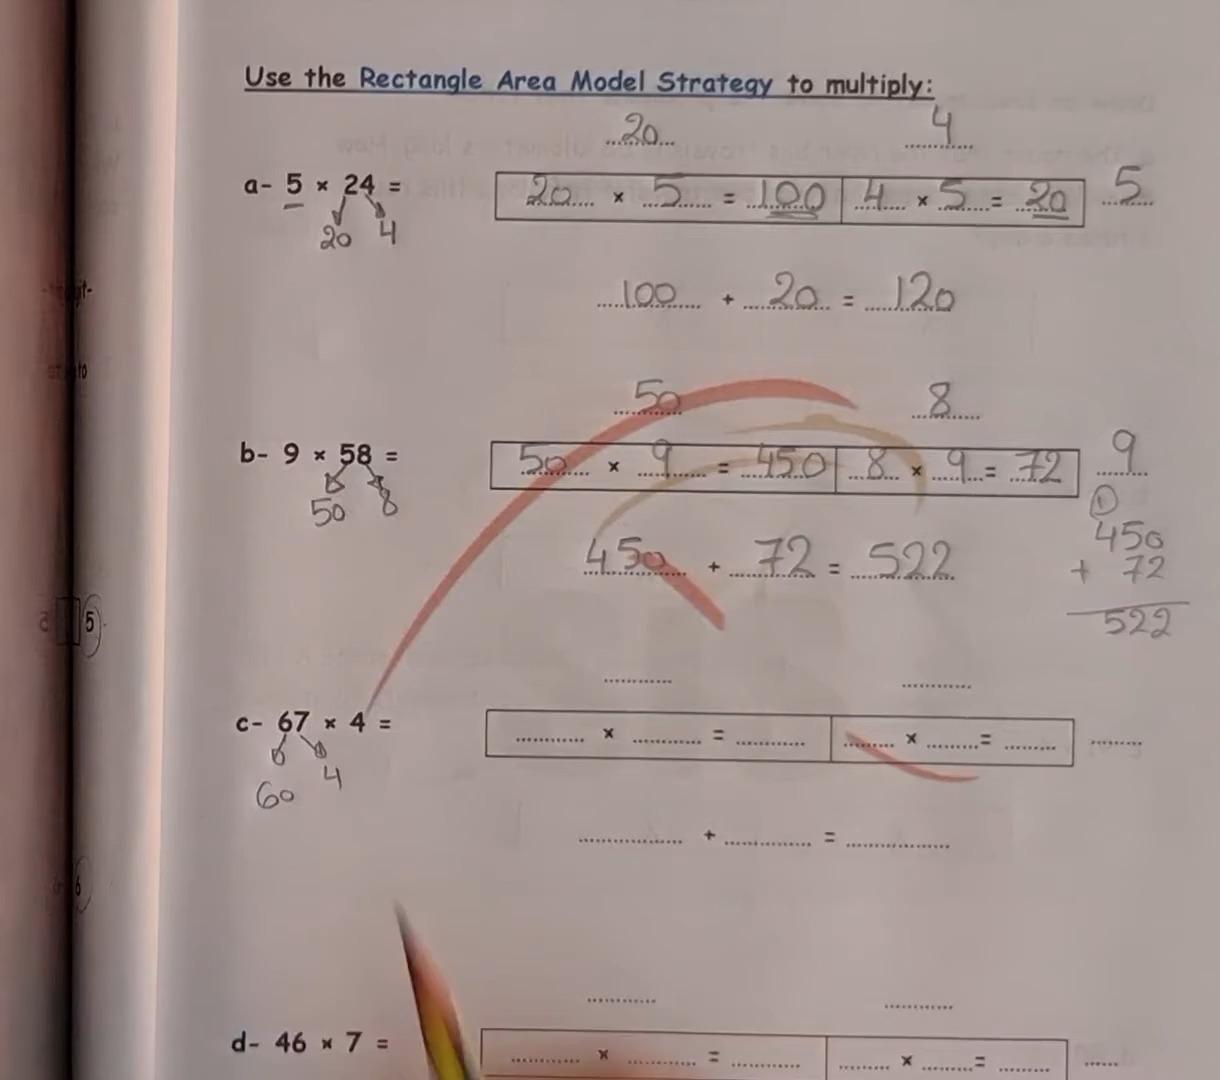 Use the Rectangle Area Model Strategy to multiply:
20 4
a- 5 × 24 = 20 × 5 = 100 4 × 5 = 20 5
20 4
100 + 20 = 120
50 8
b- 9 × 58 = 50 × 9 = 450 8 × 9 = 72 9
50 8
1
450
+ 72
522
450 + 72 = 522
c- 67 × 4 = × = × =
60 4
+ =
d- 46 × 7 = × = × =
5
6